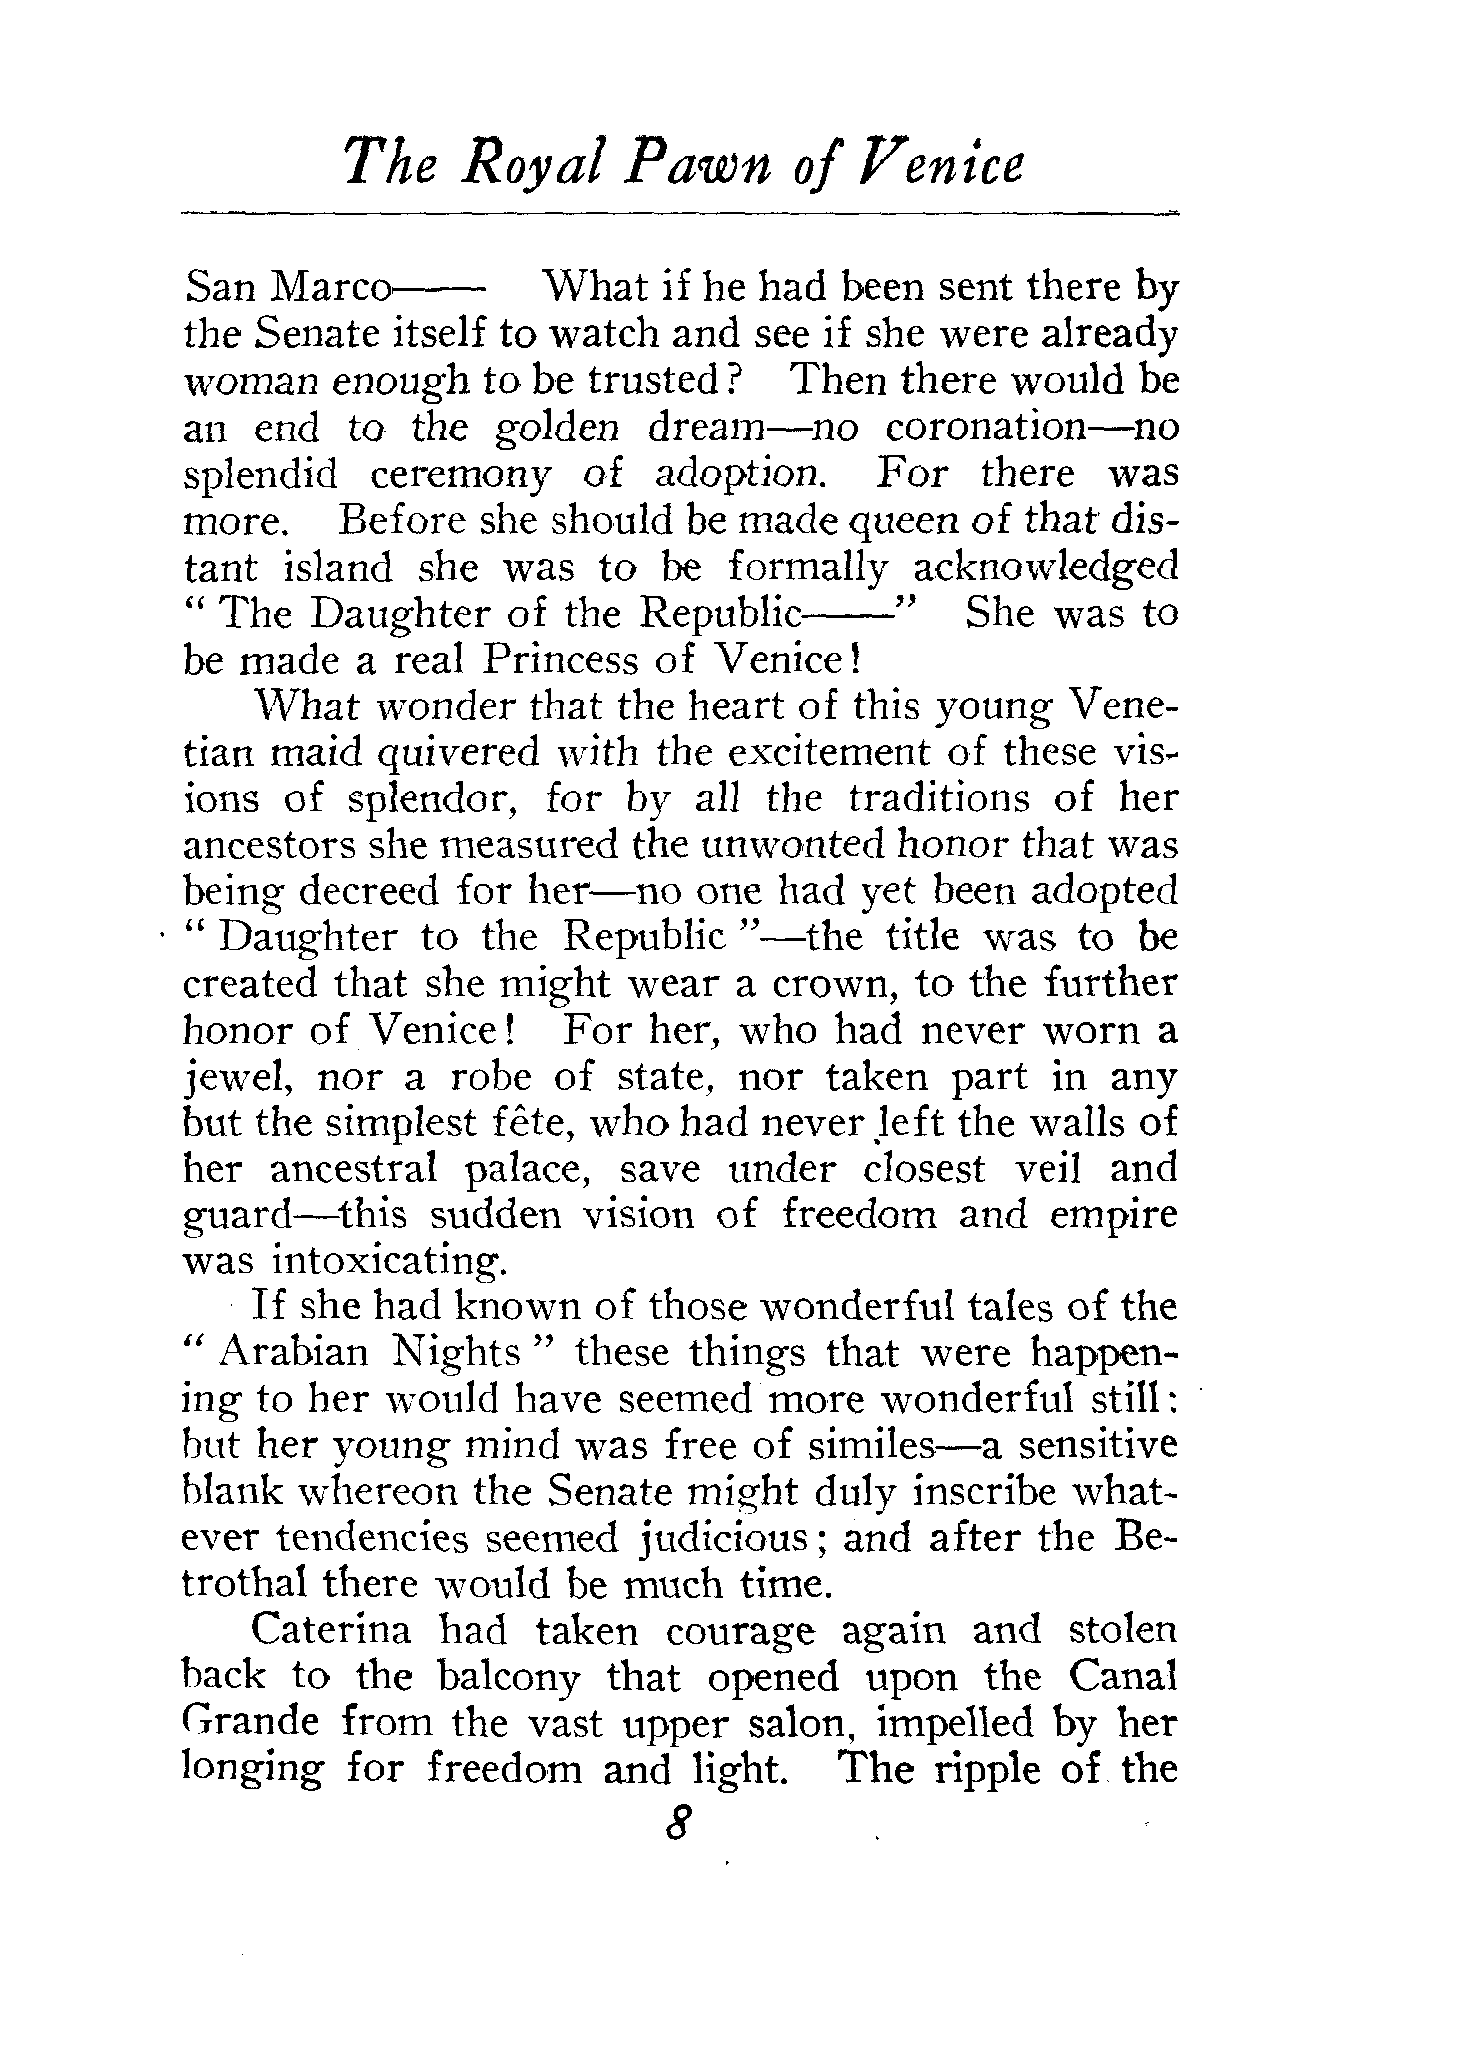 The Royal Pawn of Venice
San Marco—— What if he had been sent there by
the Senate itself to watch and see if she were already
woman enough to be trusted? Then there would be
an end to the golden dream—no coronation—no
splendid ceremony of adoption. For there was
more. Before she should be made queen of that dis-
tant island she was to be formally acknowledged
" The Daughter of the Republic——" She was to
be made a real Princess of Venice!
What wonder that the heart of this young Vene-
tian maid quivered with the excitement of these vis-
ions of splendor, for by all the traditions of her
ancestors she measured the unwonted honor that was
being decreed for her—no one had yet been adopted
" Daughter to the Republic "—the title was to be
created that she might wear a crown, to the further
honor of Venice! For her, who had never worn a
jewel, nor a robe of state, nor taken part in any
but the simplest fête, who had never left the walls of
her ancestral palace, save under closest veil and
guard—this sudden vision of freedom and empire
was intoxicating.
If she had known of those wonderful tales of the
" Arabian Nights " these things that were happen-
ing to her would have seemed more wonderful still:
but her young mind was free of similes—a sensitive
blank whereon the Senate might duly inscribe what-
ever tendencies seemed judicious; and after the Be-
trothal there would be much time.
Caterina had taken courage again and stolen
back to the balcony that opened upon the Canal
Grande from the vast upper salon, impelled by her
longing for freedom and light. The ripple of the
8